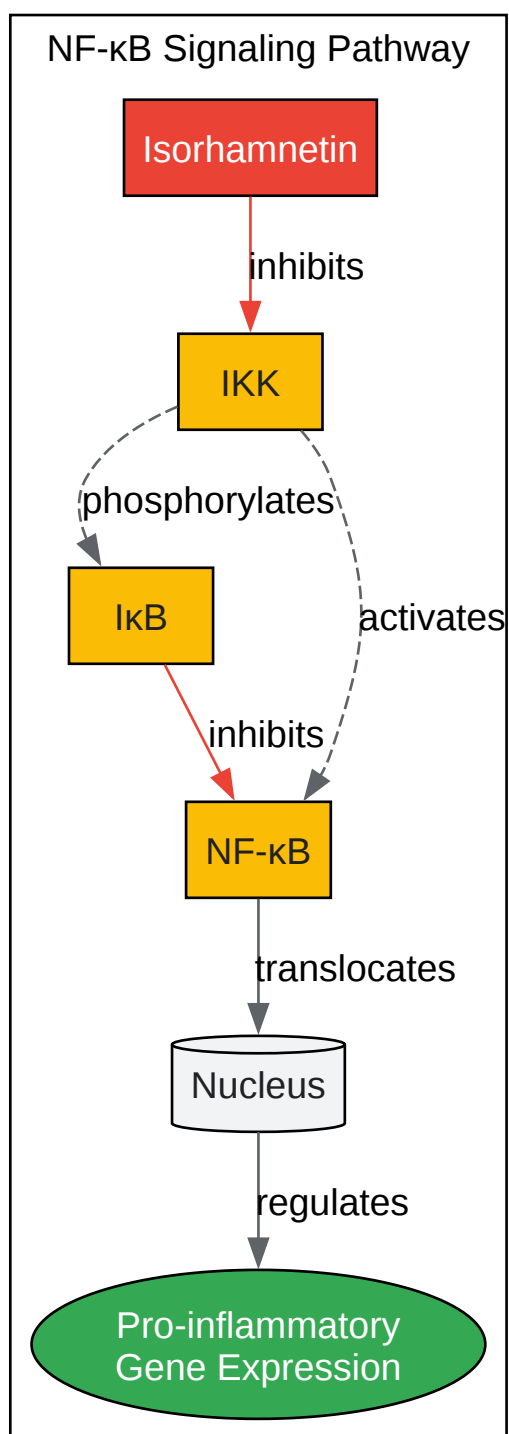 NF-κB Signaling Pathway
Isorhamnetin
inhibits
IKK
phosphorylates
IκB
activates
inhibits
NF-κB
translocates
Nucleus
regulates
Pro-inflammatory
Gene Expression